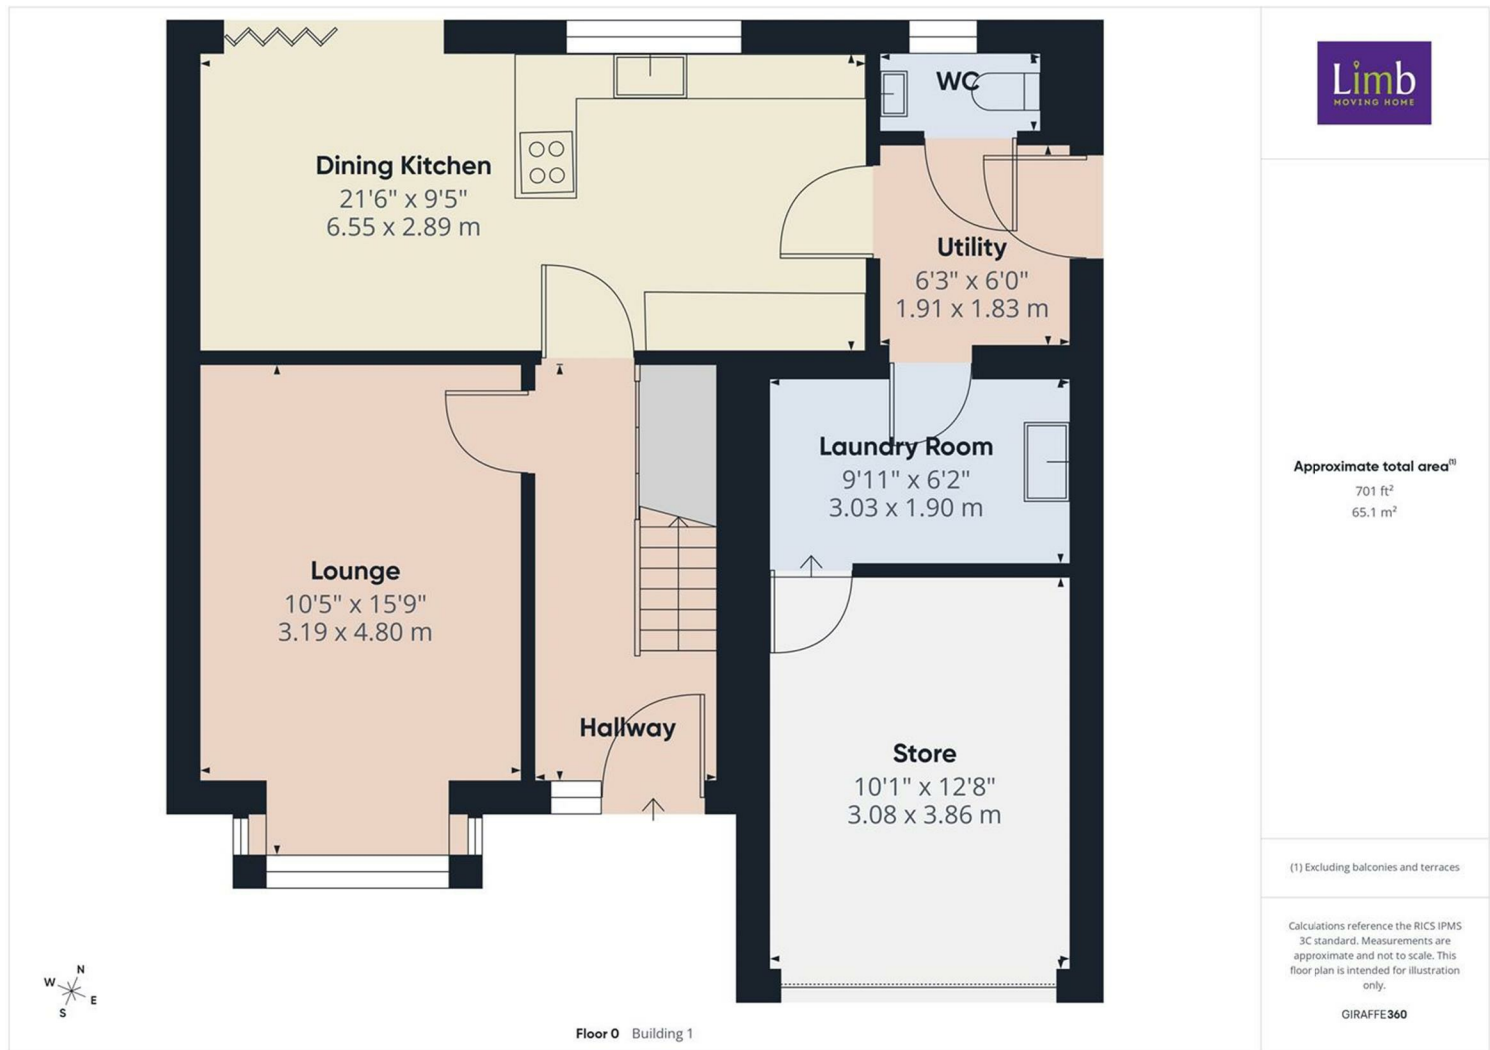 Limb
MOVING HOME
WC
Dining Kitchen
21'6" x 9'5"
6.55 x 2.89 m
Utility
6'3" x 6'0"
1.91 x 1.83 m
Laundry Room
9'11" x 6'2"
3.03 x 1.90 m
Lounge
10'5" x 15'9"
3.19 x 4.80 m
Hallway
Store
10'1" x 12'8"
3.08 x 3.86 m
N
W
E
S
Floor 0 Building 1
Approximate total area(1)
701 ft²
65.1 m²
(1) Excluding balconies and terraces
Calculations reference the RICS IPMS
3C standard. Measurements are
approximate and not to scale. This
floor plan is intended for illustration
only.
GIRAFFE360